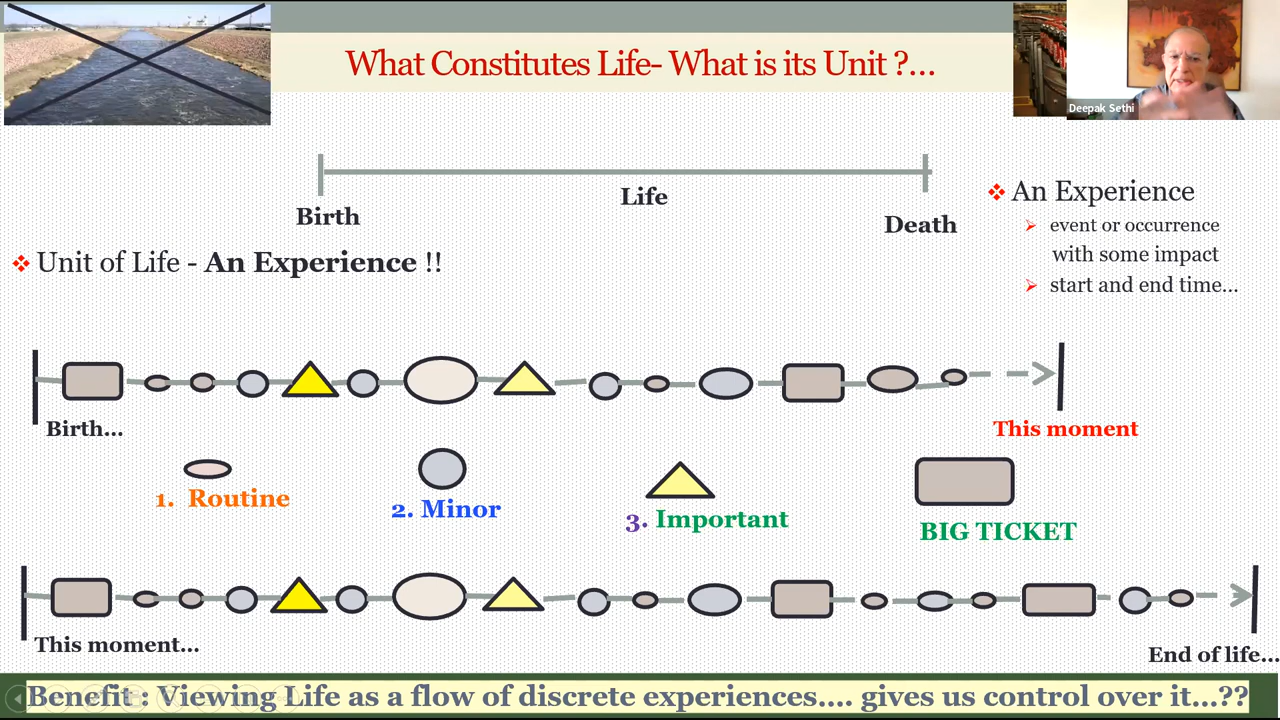 What Constitutes Life- What is its Unit ?...
Deepak Sethi
Life
Birth
Death
❖ An Experience
➢ event or occurrence
with some impact
➢ start and end time...
❖ Unit of Life - An Experience !!
Birth...
This moment
1. Routine
2. Minor
3. Important
BIG TICKET
This moment...
End of life...
Benefit : Viewing Life as a flow of discrete experiences.... gives us control over it...??